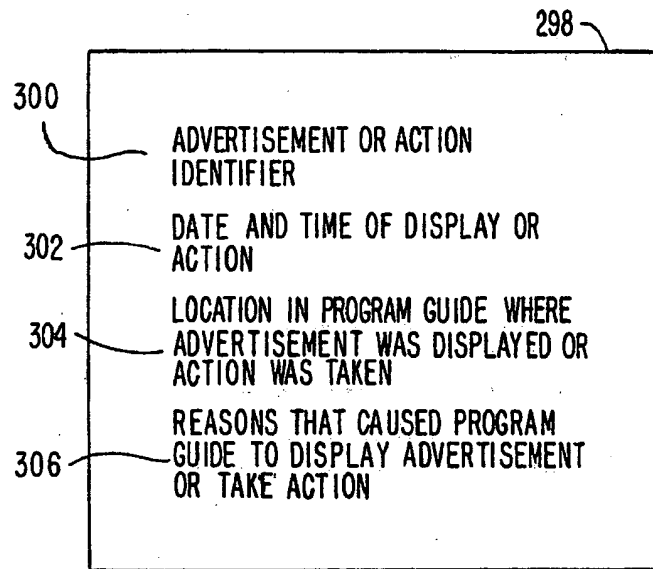 298
300
ADVERTISEMENT OR ACTION
IDENTIFIER
302
DATE AND TIME OF DISPLAY OR
ACTION
304
LOCATION IN PROGRAM GUIDE WHERE
ADVERTISEMENT WAS DISPLAYED OR
ACTION WAS TAKEN
306
REASONS THAT CAUSED PROGRAM
GUIDE TO DISPLAY ADVERTISEMENT
OR TAKE ACTION